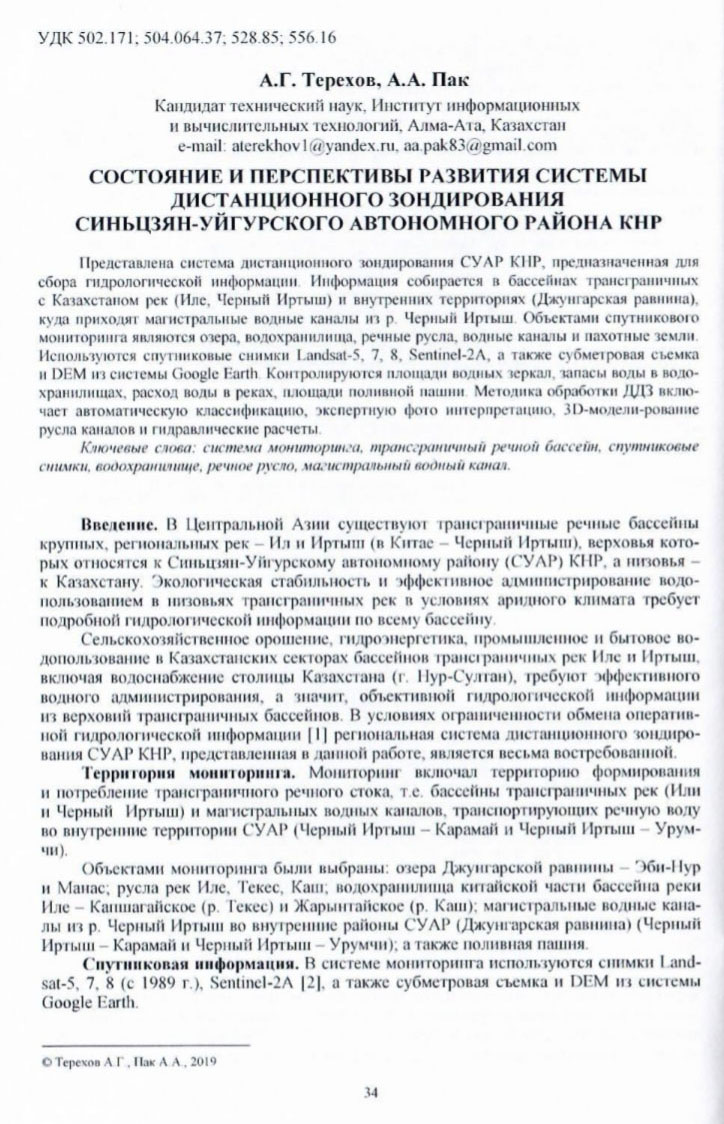 УДК 502.171; 504.064.37; 528.85; 556.16
А.Г. Терехов, А.А. Пак
Кандидат технический наук, Институт информационных
и вычислительных технологий, Алма-Ата, Казахстан
e-mail: aterekhov1@yandex.ru, aa.pak83@gmail.com
СОСТОЯНИЕ И ПЕРСПЕКТИВЫ РАЗВИТИЯ СИСТЕМЫ
ДИСТАНЦИОННОГО ЗОНДИРОВАНИЯ
СИНЬЦЗЯН-УЙГУРСКОГО АВТОНОМНОГО РАЙОНА КНР
Представлена система дистанционного зондирования СУАР КНР, предназначенная для
сбора гидрологической информации. Информация собирается в бассейнах трансграничных
с Казахстаном рек (Иле, Черный Иртыш) и внутренних территориях (Джунгарская равнина),
куда приходят магистральные водные каналы из р. Черный Иртыш. Объектами спутникового
мониторинга являются озера, водохранилища, речные русла, водные каналы и пахотные земли.
Используются спутниковые снимки Landsat-5, 7, 8, Sentinel-2A, а также субметровая съемка
и DEM из системы Google Earth. Контролируются площади водных зеркал, запасы воды в водо-
хранилищах, расход воды в реках, площади поливной пашни. Методика обработки ДДЗ вклю-
чает автоматическую классификацию, экспертную фото интерпретацию, 3D-модели-рование
русла каналов и гидравлические расчеты.
Ключевые слова: система мониторинга, трансграничный речной бассейн, спутниковые
снимки, водохранилище, речное русло, магистральный водный канал.
Введение. В Центральной Азии существуют трансграничные речные бассейны
крупных, региональных рек – Ил и Иртыш (в Китае – Черный Иртыш), верховья кото-
рых относятся к Синьцзян-Уйгурскому автономному району (СУАР) КНР, а низовья –
к Казахстану. Экологическая стабильность и эффективное администрирование водо-
пользованием в низовьях трансграничных рек в условиях аридного климата требует
подробной гидрологической информации по всему бассейну.
Сельскохозяйственное орошение, гидроэнергетика, промышленное и бытовое во-
допользование в Казахстанских секторах бассейнов трансграничных рек Иле и Иртыш,
включая водоснабжение столицы Казахстана (г. Нур-Султан), требуют эффективного
водного администрирования, а значит, объективной гидрологической информации
из верховий трансграничных бассейнов. В условиях ограниченности обмена оператив-
ной гидрологической информации [1] региональная система дистанционного зондиро-
вания СУАР КНР, представленная в данной работе, является весьма востребованной.
Территория мониторинга. Мониторинг включал территорию формирования
и потребление трансграничного речного стока, т.е. бассейны трансграничных рек (Или
и Черный Иртыш) и магистральных водных каналов, транспортирующих речную воду
во внутренние территории СУАР (Черный Иртыш – Карамай и Черный Иртыш – Урум-
чи).
Объектами мониторинга были выбраны: озера Джунгарской равнины – Эби-Нур
и Манас; русла рек Иле, Текес, Каш; водохранилища китайской части бассейна реки
Иле – Капшагайское (р. Текес) и Жарынтайское (р. Каш); магистральные водные кана-
лы из р. Черный Иртыш во внутренние районы СУАР (Джунгарская равнина) (Черный
Иртыш – Карамай и Черный Иртыш – Урумчи); а также поливная пашня.
Спутниковая информация. В системе мониторинга используются снимки Land-
sat-5, 7, 8 (с 1989 г.), Sentinel-2A [2], а также субметровая съемка и DEM из системы
Google Earth.
© Терехов А.Г., Пак А.А., 2019
34